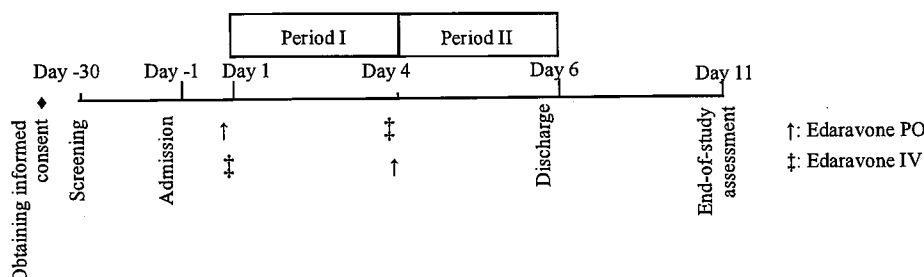 Period I
Period II
Day -30
Day -1
Day 1
Day 4
Day 6
Day 11
Obtaining informed
consent
Screening
Admission
↑
‡
‡
↑
Discharge
End-of-study
assessment
↑: Edaravone PO
‡: Edaravone IV